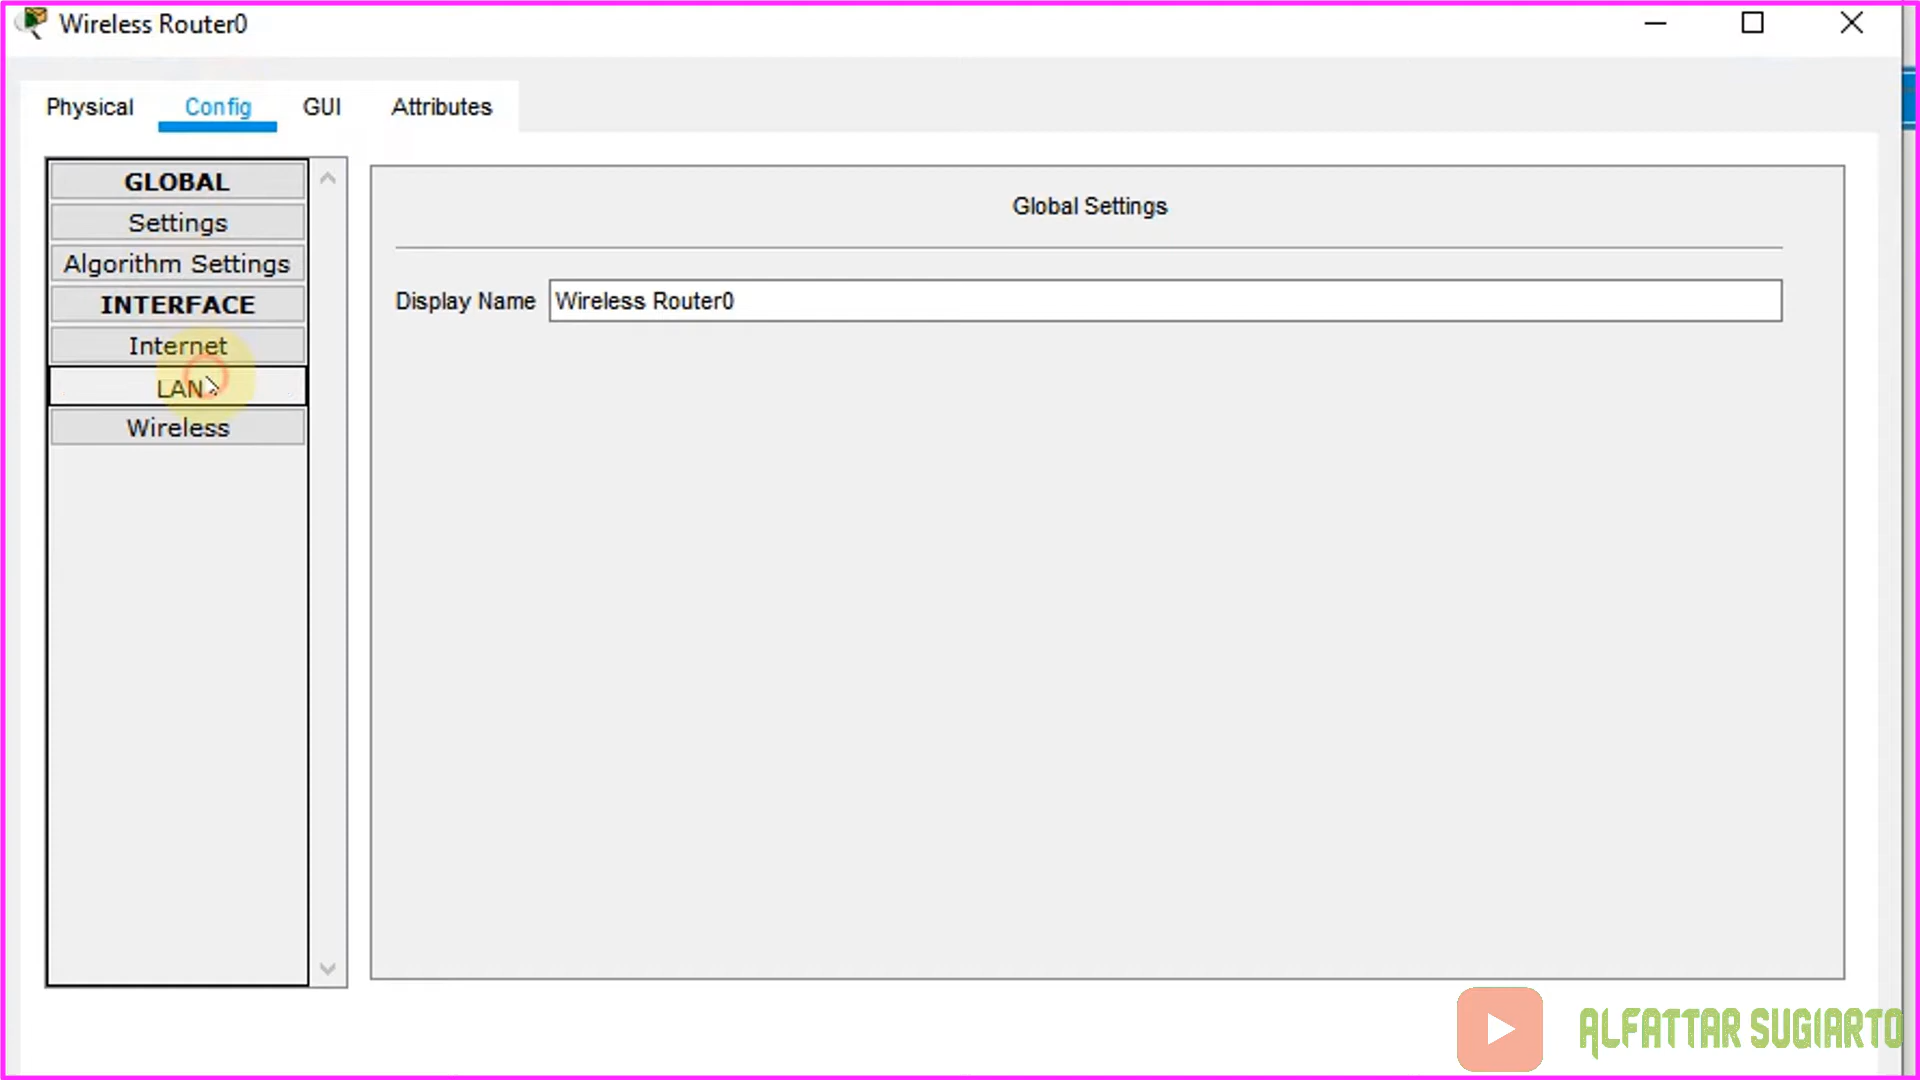 Wireless Router0
Physical Config GUI Attributes
GLOBAL
Settings
Algorithm Settings
INTERFACE
Internet
LAN
Wireless
Global Settings
Display Name Wireless Router0
ALFATTAR SUGIARTO